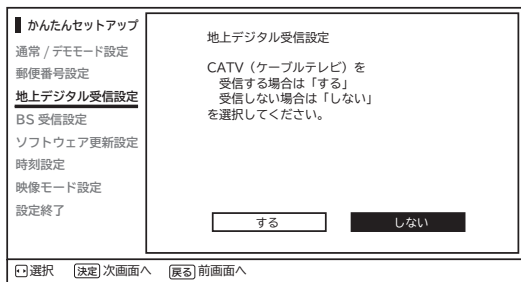 かんたんセットアップ
通常 / デモモード設定
郵便番号設定
地上デジタル受信設定
BS 受信設定
ソフトウェア更新設定
時刻設定
映像モード設定
設定終了
地上デジタル受信設定
CATV（ケーブルテレビ）を
受信する場合は「する」
受信しない場合は「しない」
を選択してください。
する
しない
選択 決定 次画面へ 戻る 前画面へ